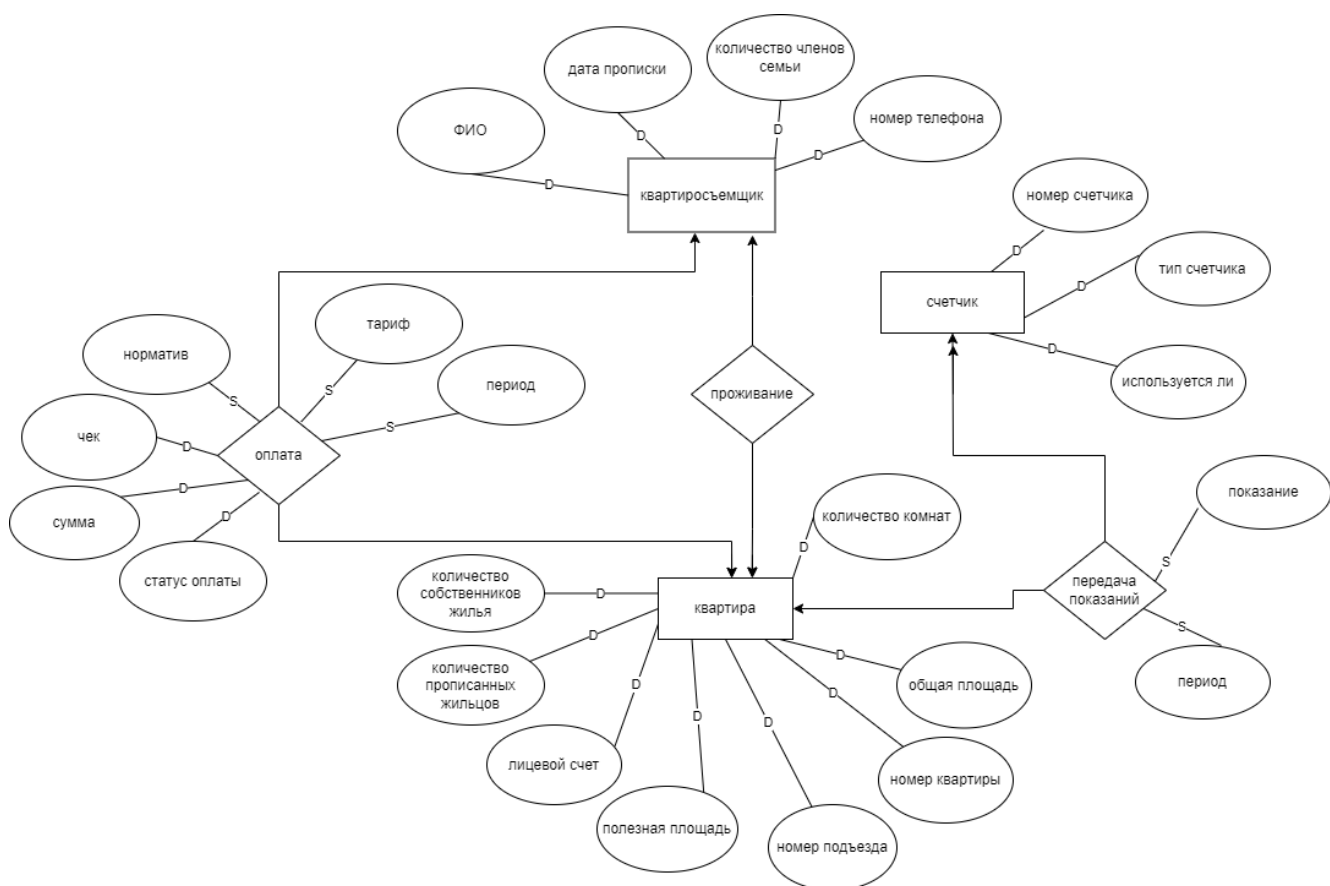 количество членов
семьи
дата прописки
ФИО
номер телефона
D
D
D
D
квартиросъемщик
номер счетчика
D
тип счетчика
D
счетчик
D
используется ли
тариф
норматив
S
S
период
S
чек
D
оплата
D
сумма
D
статус оплаты
проживание
количество комнат
D
показание
S
передача
показаний
S
период
количество
собственников
жилья
D
квартира
количество
прописанных
жильцов
D
D
D
D
D
D
общая площадь
лицевой счет
номер квартиры
полезная площадь
номер подъезда